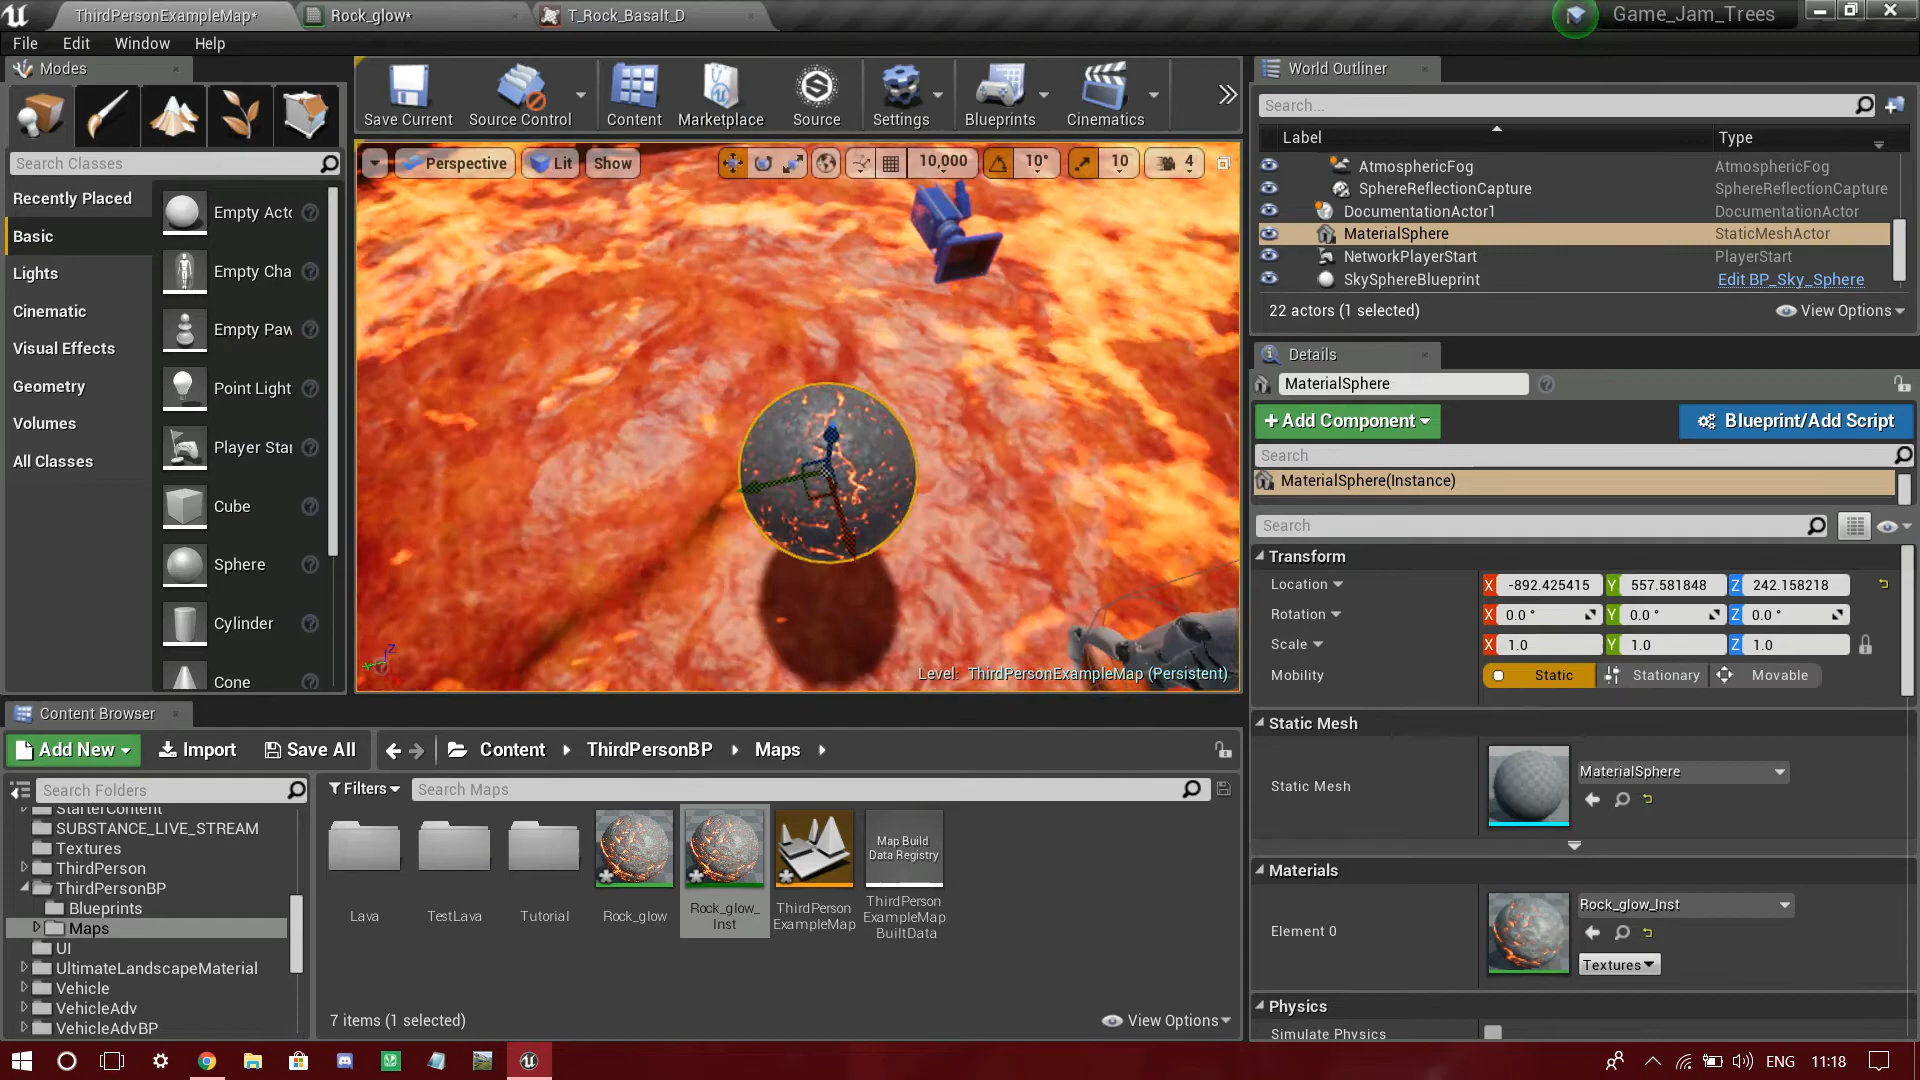 ThirdPersonExampleMap*
Rock_glow*
T_Rock_Basalt_D
Game_Jam_Trees
File
Edit
Window
Help
Modes
Search Classes
Recently Placed
Basic
Lights
Cinematic
Visual Effects
Geometry
Volumes
All Classes
Empty Acto
Empty Cha
Empty Paw
Point Light
Player Star
Cube
Sphere
Cylinder
Cone
Save Current
Source Control
Content
Marketplace
Source
Settings
Blueprints
Cinematics
Perspective
Lit
Show
10,000
10°
10
4
Level: ThirdPersonExampleMap (Persistent)
World Outliner
Search...
Label
Type
AtmosphericFog
AtmosphericFog
SphereReflectionCapture
SphereReflectionCapture
DocumentationActor1
DocumentationActor
MaterialSphere
StaticMeshActor
NetworkPlayerStart
PlayerStart
SkySphereBlueprint
Edit BP_Sky_Sphere
22 actors (1 selected)
View Options
Details
MaterialSphere
+ Add Component
Blueprint/Add Script
Search
MaterialSphere(Instance)
Search
Transform
Location
X -892.425415 Y 557.581848 Z 242.158218
Rotation
X 0.0 ° Y 0.0 ° Z 0.0 °
Scale
X 1.0 Y 1.0 Z 1.0
Mobility
Static
Stationary
Movable
Static Mesh
Static Mesh
MaterialSphere
Materials
Element 0
Rock_glow_Inst
Textures
Physics
Simulate Physics
Content Browser
Add New
Import
Save All
Content
ThirdPersonBP
Maps
Search Folders
Filters
Search Maps
StarterContent
SUBSTANCE_LIVE_STREAM
Textures
ThirdPerson
ThirdPersonBP
Blueprints
Maps
UI
UltimateLandscapeMaterial
Vehicle
VehicleAdv
VehicleAdvBP
Lava
TestLava
Tutorial
Rock_glow
Rock_glow_
Inst
ThirdPerson
ExampleMap
Map Build
Data Registry
ThirdPerson
ExampleMap
BuiltData
7 items (1 selected)
View Options
ENG
11:18